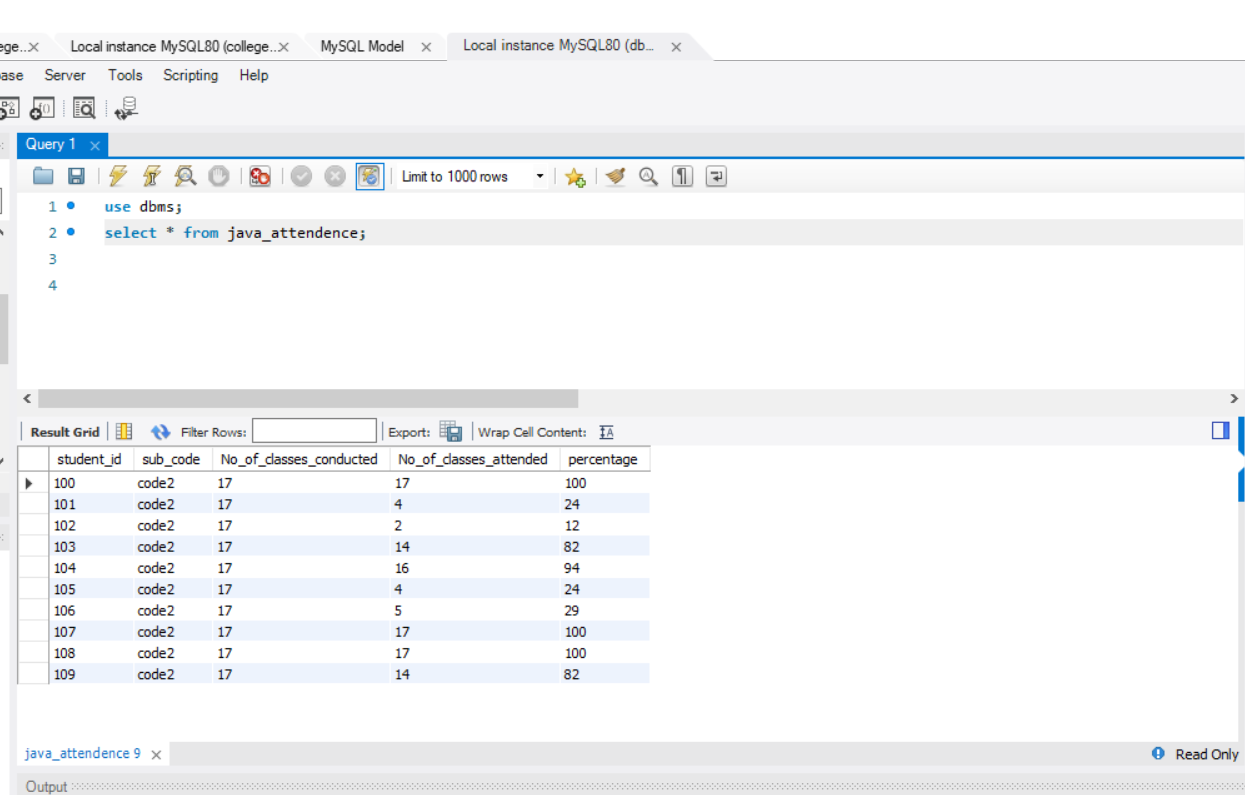 ege.. Local instance MySQL80 (college.. MySQL Model Local instance MySQL80 (db...
ase Server Tools Scripting Help
Query 1
Limit to 1000 rows
1 use dbms;
2 select * from java_attendence;
3
4
Result Grid Filter Rows: Export: Wrap Cell Content: IA
student_id sub_code No_of_classes_conducted No_of_classes_attended percentage
100 code2 17 17 100
101 code2 17 4 24
102 code2 17 2 12
103 code2 17 14 82
104 code2 17 16 94
105 code2 17 4 24
106 code2 17 5 29
107 code2 17 17 100
108 code2 17 17 100
109 code2 17 14 82
java_attendence 9 Read Only
Output